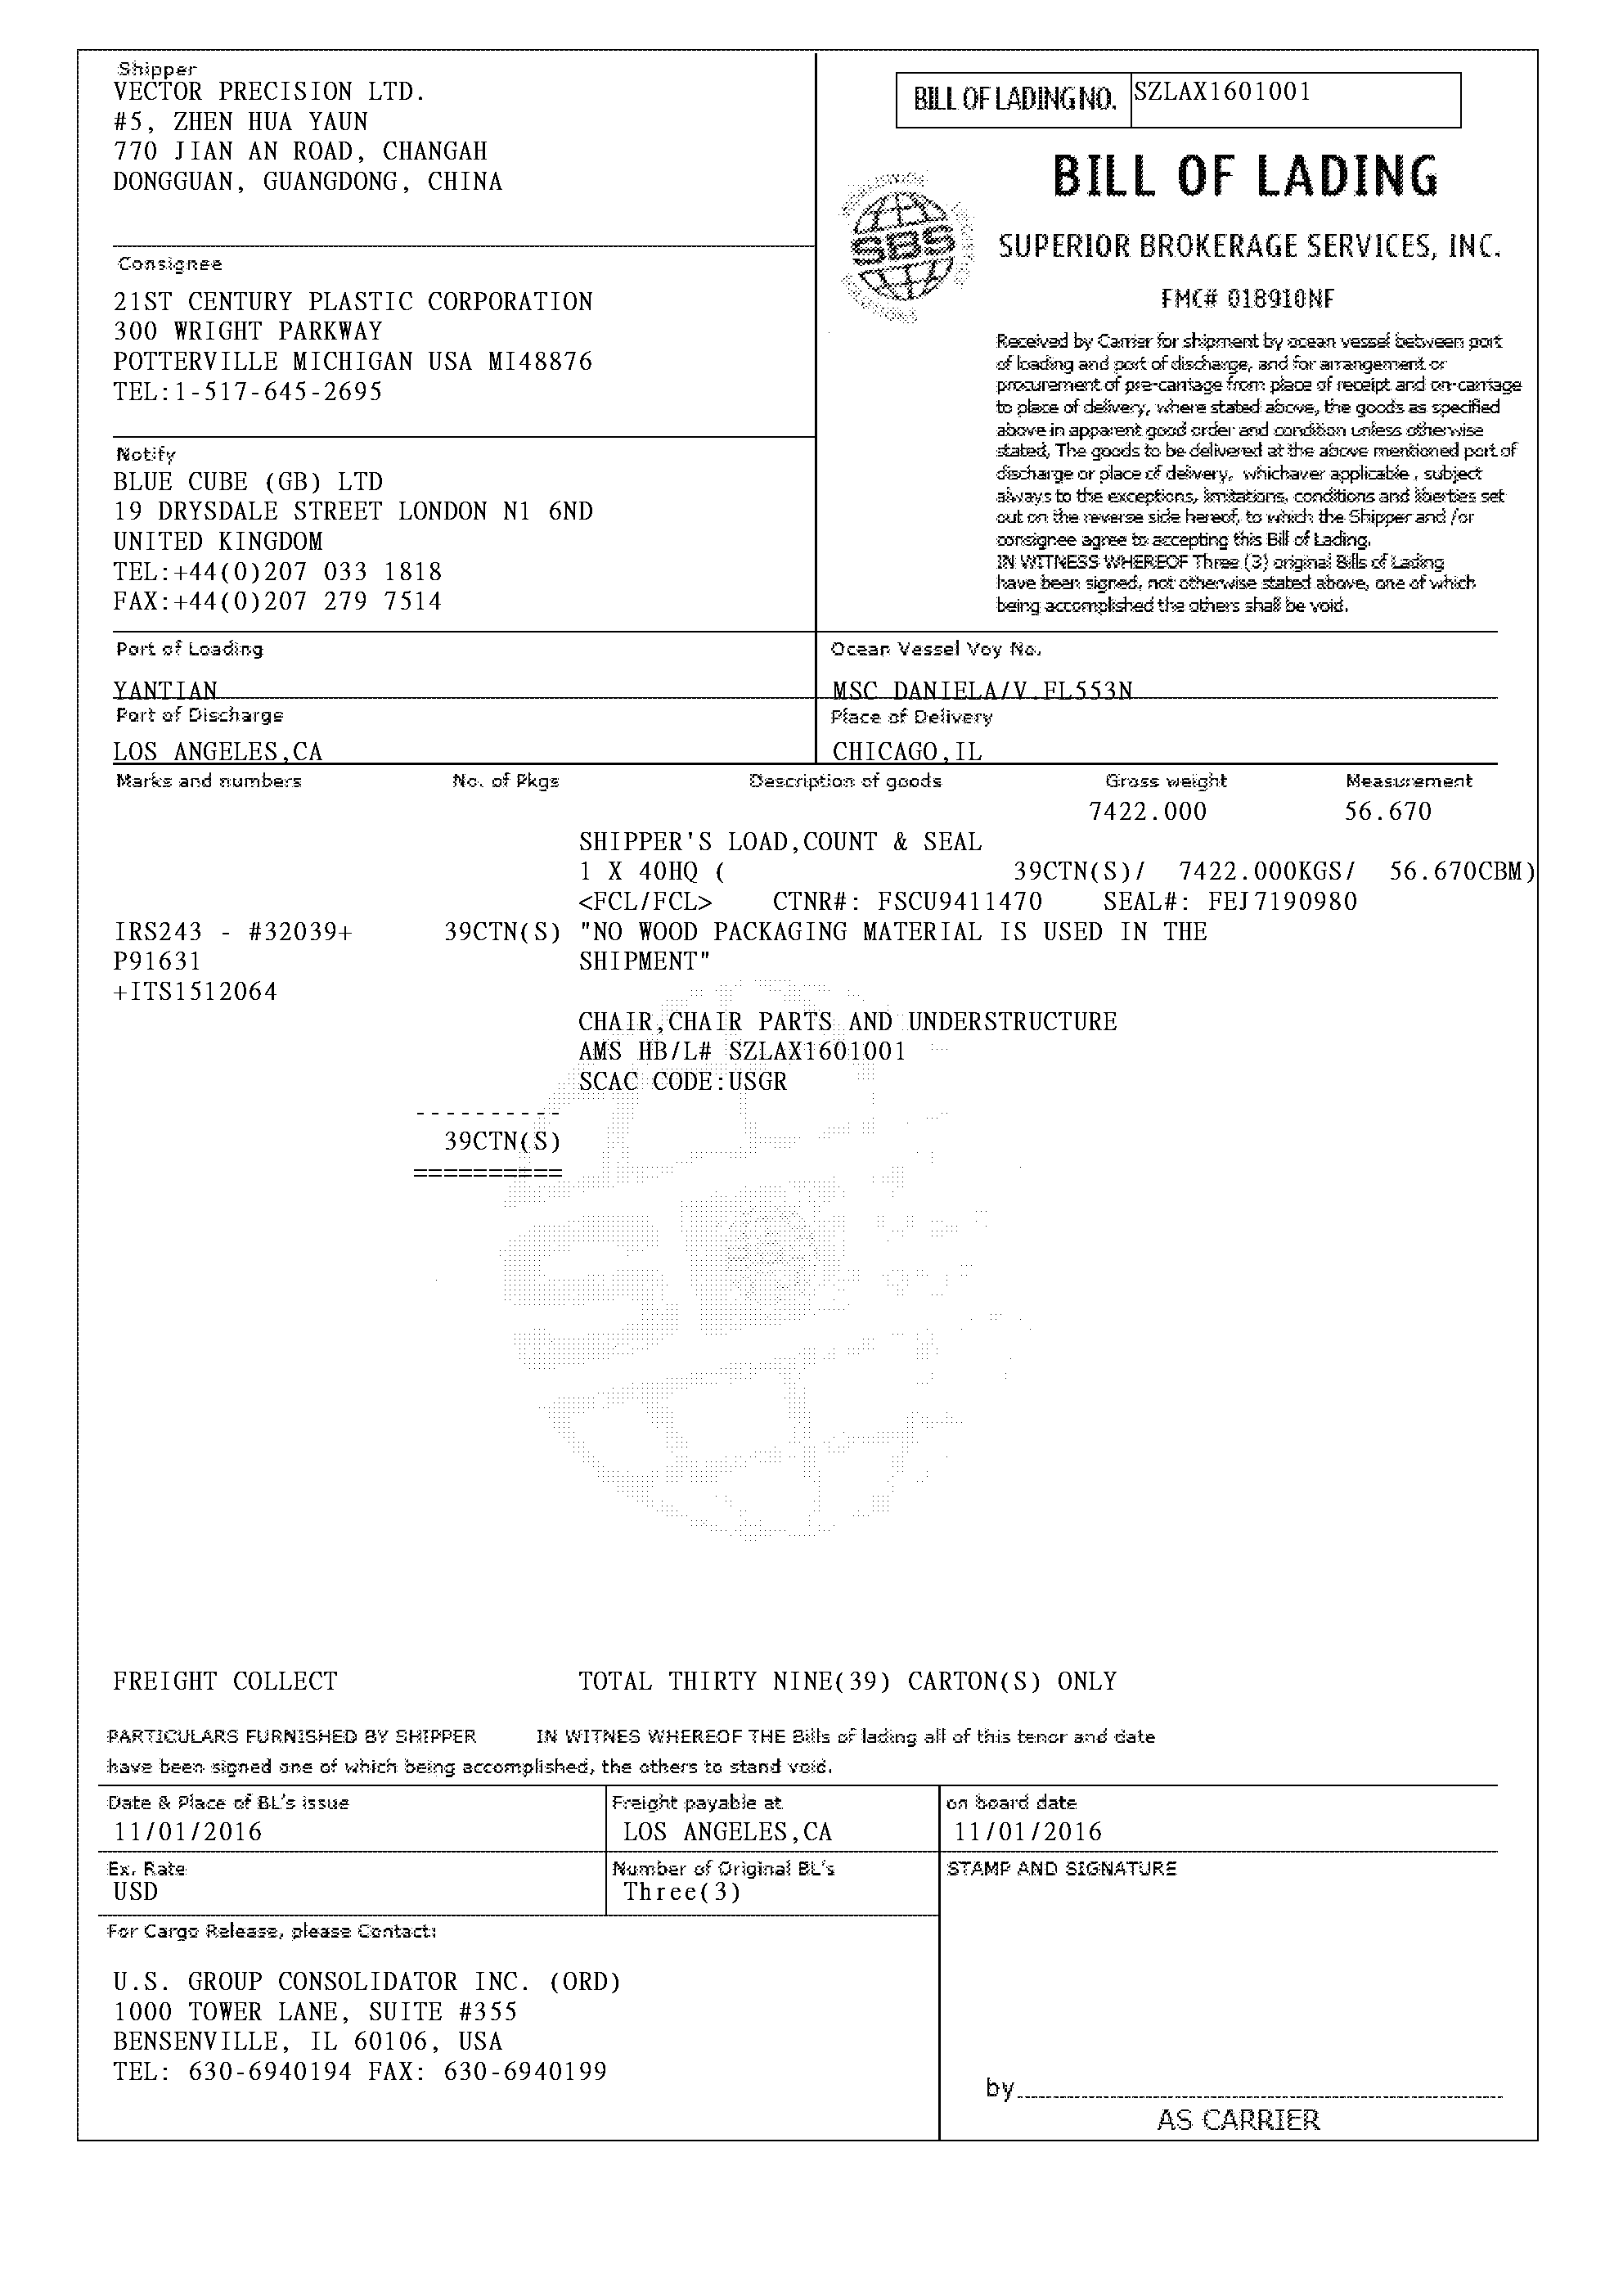 Shipper
VECTOR PRECISION LTD.
#5, ZHEN HUA YAUN
770 JIAN AN ROAD, CHANGAH
DONGGUAN, GUANGDONG, CHINA
BILL OF LADING NO. SZLAX1601001
BILL OF LADING
SBS
SUPERIOR BROKERAGE SERVICES, INC.
FMC# 018910NF
Consignee
21ST CENTURY PLASTIC CORPORATION
300 WRIGHT PARKWAY
POTTERVILLE MICHIGAN USA MI48876
TEL:1-517-645-2695
Received by Carrier for shipment by ocean vessel between port
of loading and port of discharge, and for arrangement or
procurement of pre-carriage from place of receipt and on-carriage
to place of delivery, where stated above, the goods as specified
above in apparent good order and condition unless otherwise
stated, The goods to be delivered at the above mentioned port of
discharge or place of delivery, whichaver applicable , subject
always to the exceptions, limitations, conditions and liberties set
out on the reverse side hereof, to which the Shipper and /or
consignee agree to accepting this Bill of Lading.
IN WITNESS WHEREOF Three (3) original Bills of Lading
have been signed, not otherwise stated above, one of which
being accomplished the others shall be void.
Notify
BLUE CUBE (GB) LTD
19 DRYSDALE STREET LONDON N1 6ND
UNITED KINGDOM
TEL:+44(0)207 033 1818
FAX:+44(0)207 279 7514
Port of Loading
YANTIAN
Ocean Vessel Voy No.
MSC DANIELA/V.FL553N
Port of Discharge
LOS ANGELES,CA
Place of Delivery
CHICAGO,IL
Marks and numbers No. of Pkgs Description of goods Gross weight Measurement
7422.000 56.670
SHIPPER'S LOAD,COUNT & SEAL
1 X 40HQ ( 39CTN(S)/ 7422.000KGS/ 56.670CBM)
<FCL/FCL> CTNR#: FSCU9411470 SEAL#: FEJ7190980
IRS243 - #32039+ 39CTN(S) "NO WOOD PACKAGING MATERIAL IS USED IN THE
P91631 SHIPMENT"
+ITS1512064
CHAIR,CHAIR PARTS AND UNDERSTRUCTURE
AMS HB/L# SZLAX1601001
SCAC CODE:USGR
----------
39CTN(S)
==========
FREIGHT COLLECT TOTAL THIRTY NINE(39) CARTON(S) ONLY
PARTICULARS FURNISHED BY SHIPPER IN WITNES WHEREOF THE Bills of lading all of this tenor and date
have been signed one of which being accomplished, the others to stand void.
Date & Place of BL's issue
11/01/2016
Freight payable at
LOS ANGELES,CA
on board date
11/01/2016
Ex. Rate
USD
Number of Original BL's
Three(3)
STAMP AND SIGNATURE
For Cargo Release, please Contact:
U.S. GROUP CONSOLIDATOR INC. (ORD)
1000 TOWER LANE, SUITE #355
BENSENVILLE, IL 60106, USA
TEL: 630-6940194 FAX: 630-6940199
by
AS CARRIER